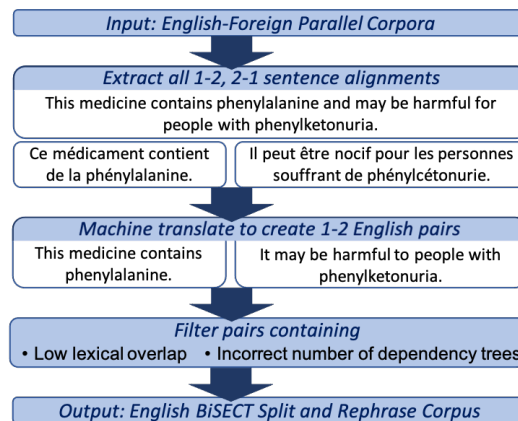 Input: English-Foreign Parallel Corpora
Extract all 1-2, 2-1 sentence alignments
This medicine contains phenylalanine and may be harmful for
people with phenylketonuria.
Ce médicament contient
de la phénylalanine.
Il peut être nocif pour les personnes
souffrant de phénylcétonurie.
Machine translate to create 1-2 English pairs
This medicine contains
phenylalanine.
It may be harmful to people with
phenylketonuria.
Filter pairs containing
• Low lexical overlap • Incorrect number of dependency trees
Output: English BiSECT Split and Rephrase Corpus